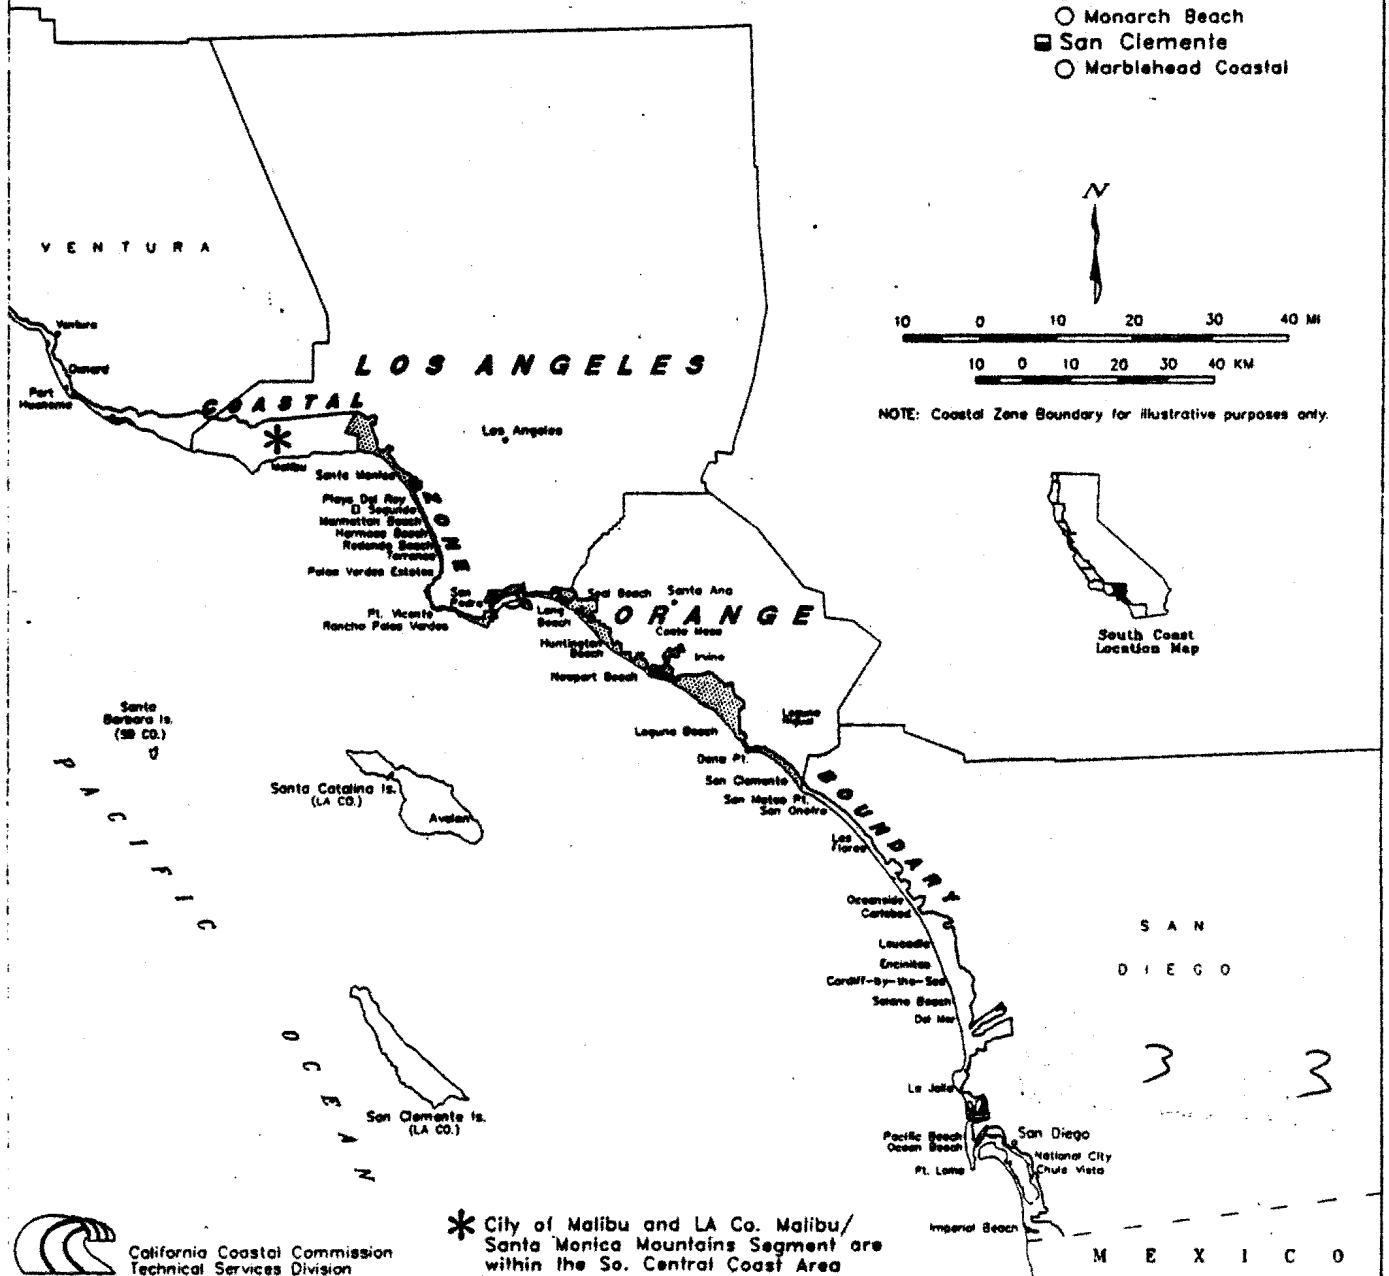 Monarch Beach
San Clemente
Marblehead Coastal
N
VENTURA
10 0 10 20 30 40 MI
10 0 10 20 30 40 KM
NOTE: Coastal Zone Boundary for illustrative purposes only.
Ventura
Oxnard
Port
Hueneme
LOS ANGELES
COASTAL
Los Angeles
Malibu
Santa Monica
Playa Del Rey
El Segundo
Manhattan Beach
Hermosa Beach
Redondo Beach
Torrance
ZONE
Palos Verdes Estates
San
Pedro
Pt. Vicente
Rancho Palos Verdes
Long
Beach
Seal Beach
Santa Ana
ORANGE
Costa Mesa
Huntington
Beach
Irvine
Newport Beach
South Coast
Location Map
Santa
Barbara Is.
(SB CO.)
Laguna
Niguel
Laguna Beach
Dana Pt.
San Clemente
San Mateo Pt.
San Onofre
BOUNDARY
Santa Catalina Is.
(LA CO.)
Avalon
PACIFIC
Las
Flores
Oceanside
Carlsbad
Leucadia
Encinitas
Cardiff-by-the-Sea
Solana Beach
Del Mar
SAN
DIEGO
San Clemente Is.
(LA CO.)
OCEAN
3 3
La Jolla
Pacific Beach
Ocean Beach
San Diego
National City
Chula Vista
Pt. Loma
Imperial Beach
MEXICO
California Coastal Commission
Technical Services Division
* City of Malibu and LA Co. Malibu/
Santa Monica Mountains Segment are
within the So. Central Coast Area